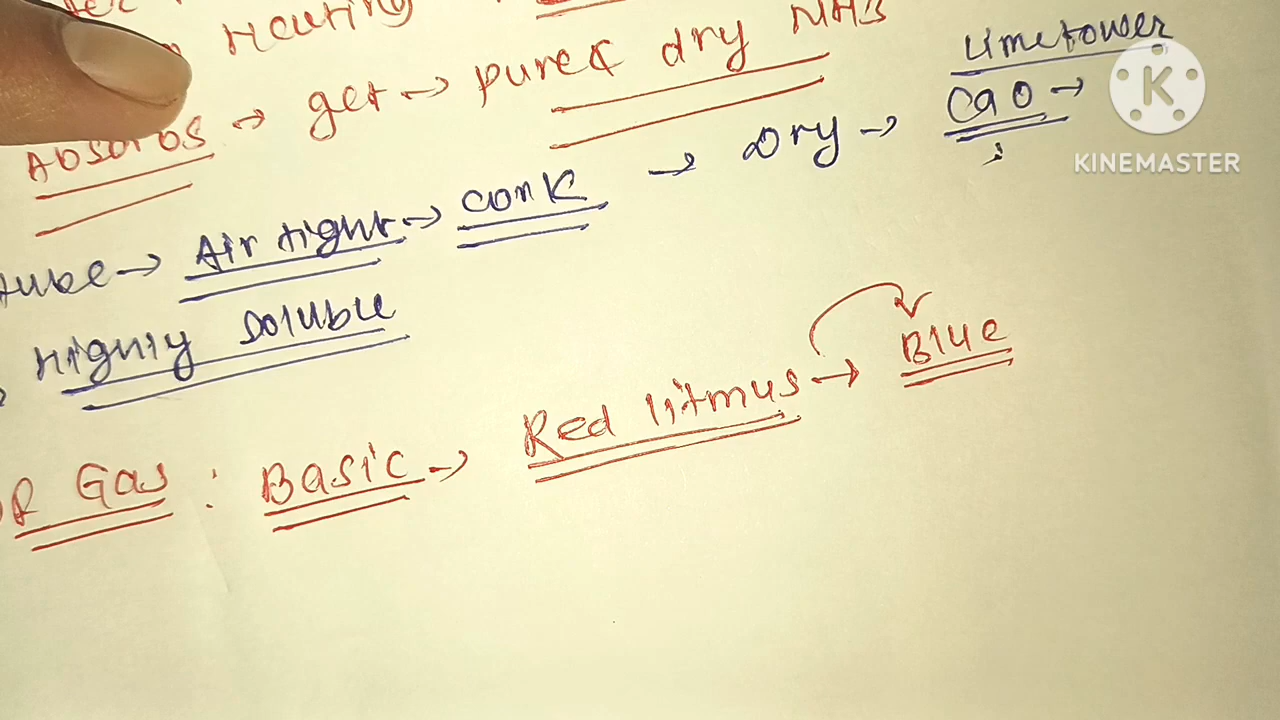 Heating
Absorbs → get → pure & dry NH3
limetower
tube → Air tight → conk → Dry → CaO →
Highly soluble
R Gas : Basic → Red litmus → Blue
KINEMASTER